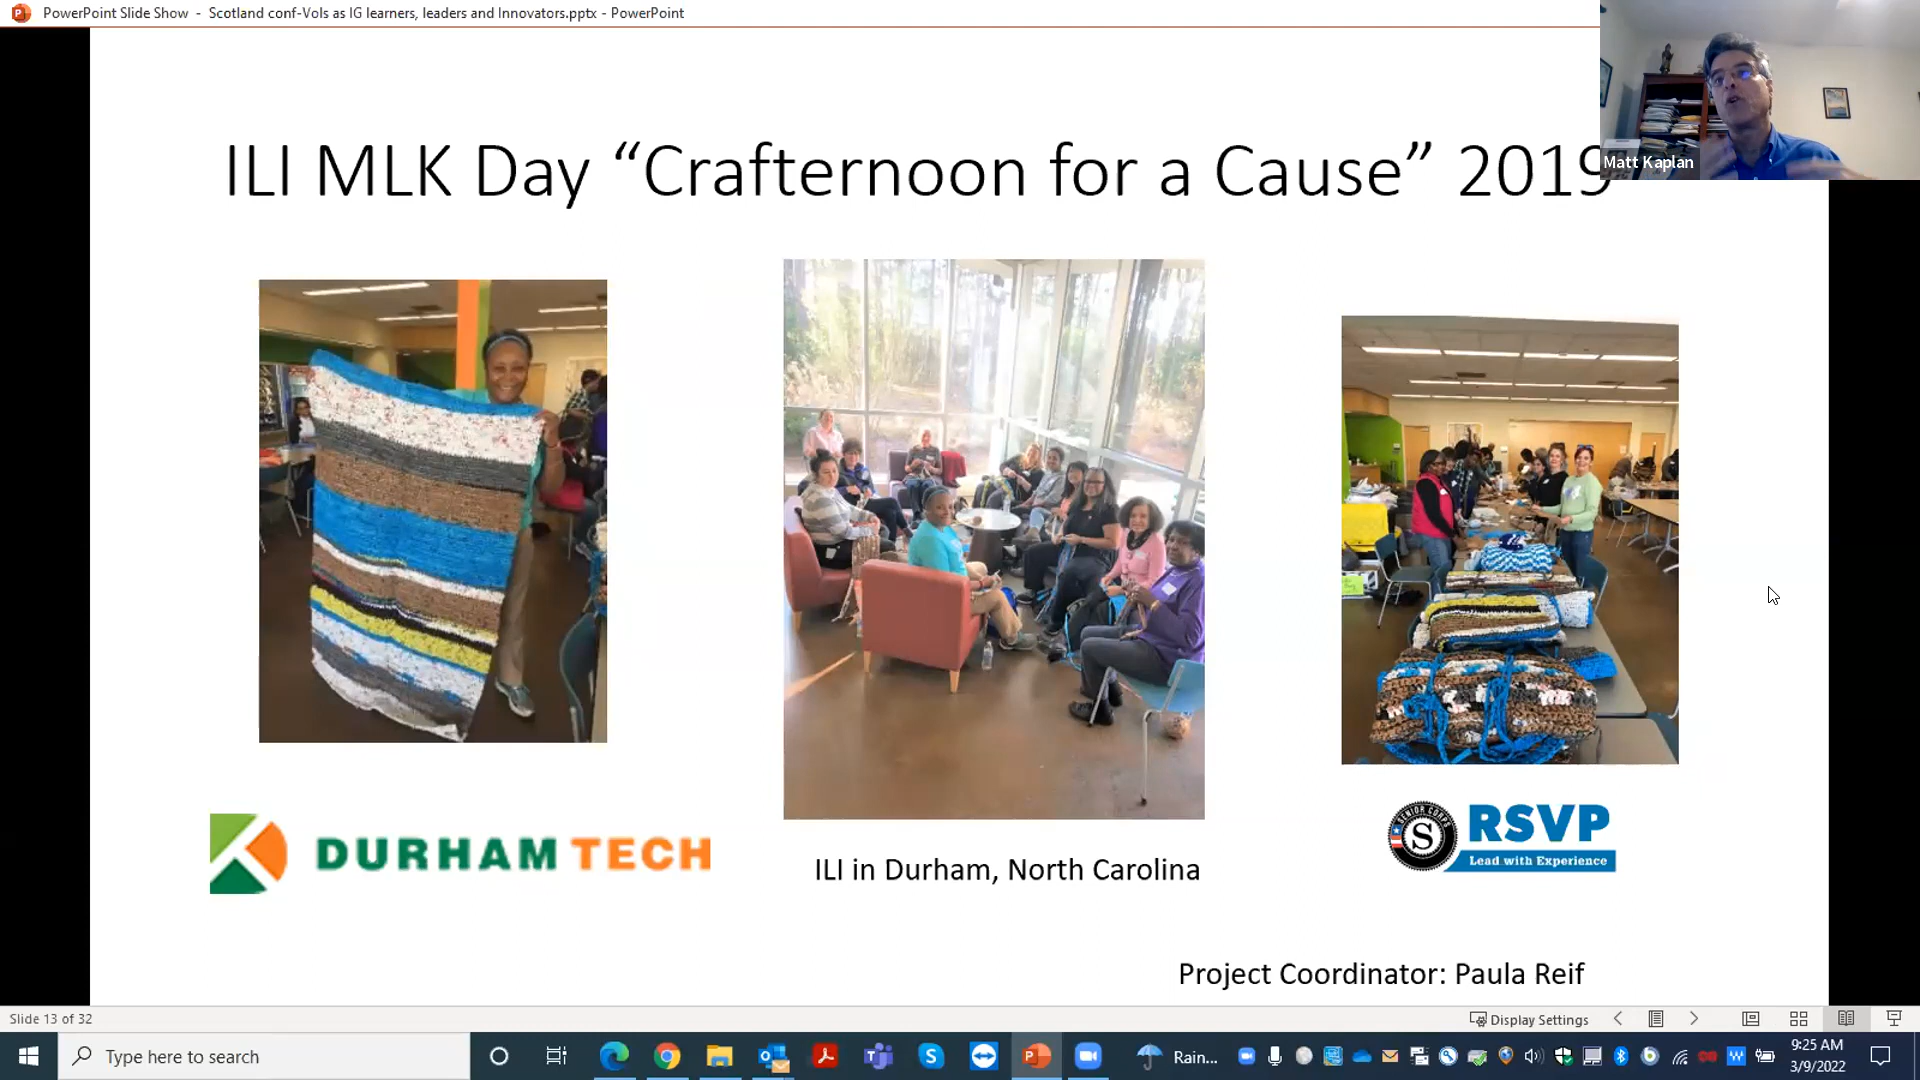 PowerPoint Slide Show - Scotland conf-Vols as IG learners, leaders and Innovators.pptx - PowerPoint
Matt Kaplan
ILI MLK Day “Crafternoon for a Cause” 2019
DURHAM TECH
ILI in Durham, North Carolina
SENIOR CORPS
S
RSVP
Lead with Experience
Project Coordinator: Paula Reif
Slide 13 of 32
Display Settings
Type here to search
Rain...
9:25 AM
3/9/2022